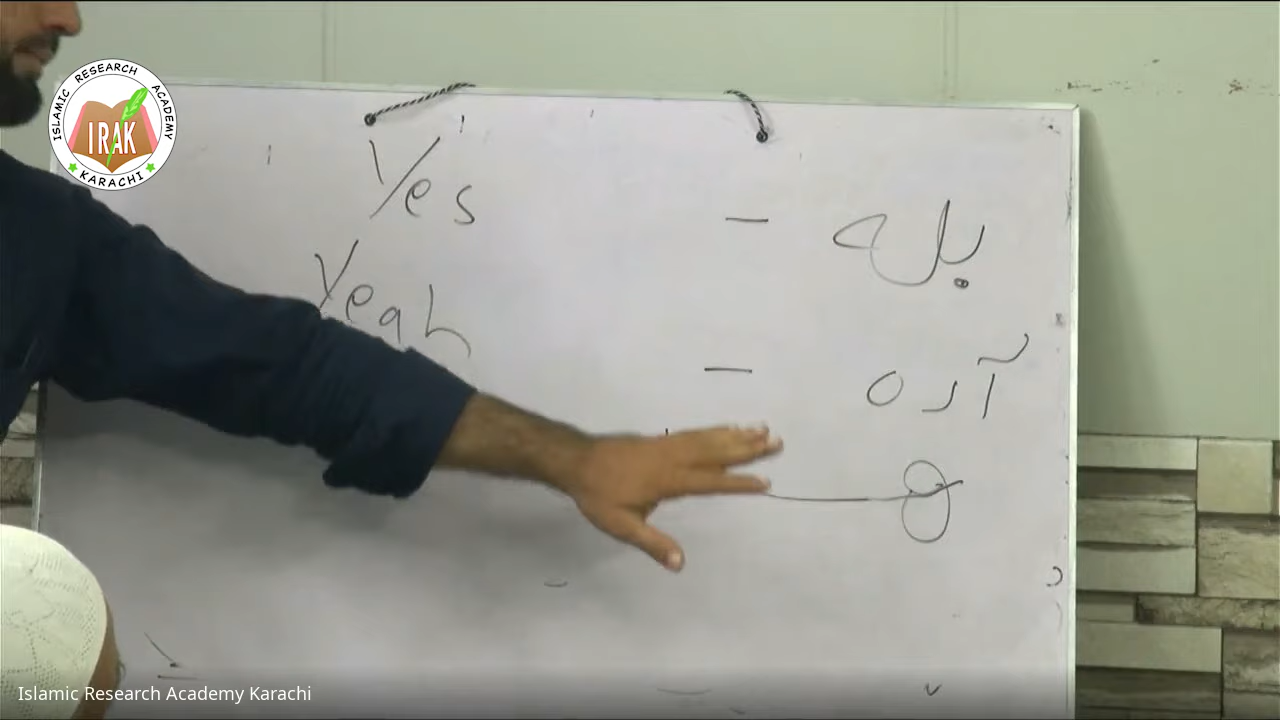 ISLAMIC RESEARCH ACADEMY
IRAK
KARACHI
Yes - بله
Yeah - آره
Islamic Research Academy Karachi